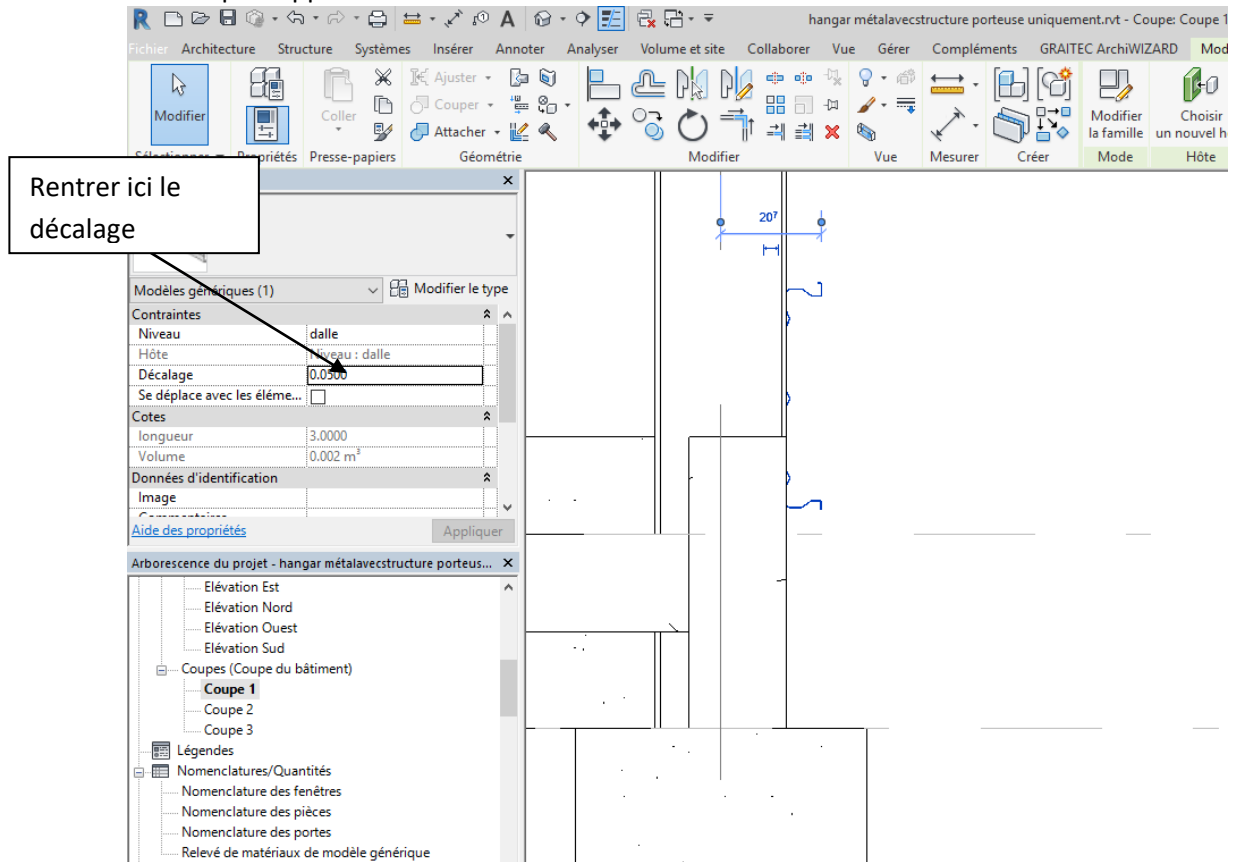 hangar métalavecstructure porteuse uniquement.rvt - Coupe: Coupe 1
Fichier Architecture Structure Systèmes Insérer Annoter Analyser Volume et site Collaborer Vue Gérer Compléments GRAITEC ArchiWIZARD Mod
Modifier
Coller
Ajuster
Couper
Attacher
Modifier
la famille
Choisir
un nouvel h
Propriétés Presse-papiers Géométrie Modifier Vue Mesurer Créer Mode Hôte
Rentrer ici le
décalage
20⁷
Modèles génériques (1) Modifier le type
Contraintes
Niveau dalle
Hôte Niveau : dalle
Décalage 0.0500
Se déplace avec les éléme...
Cotes
longueur 3.0000
Volume 0.002 m³
Données d'identification
Image
Aide des propriétés Appliquer
Arborescence du projet - hangar métalavecstructure porteus...
Elévation Est
Elévation Nord
Elévation Ouest
Elévation Sud
Coupes (Coupe du bâtiment)
Coupe 1
Coupe 2
Coupe 3
Légendes
Nomenclatures/Quantités
Nomenclature des fenêtres
Nomenclature des pièces
Nomenclature des portes
Relevé de matériaux de modèle générique